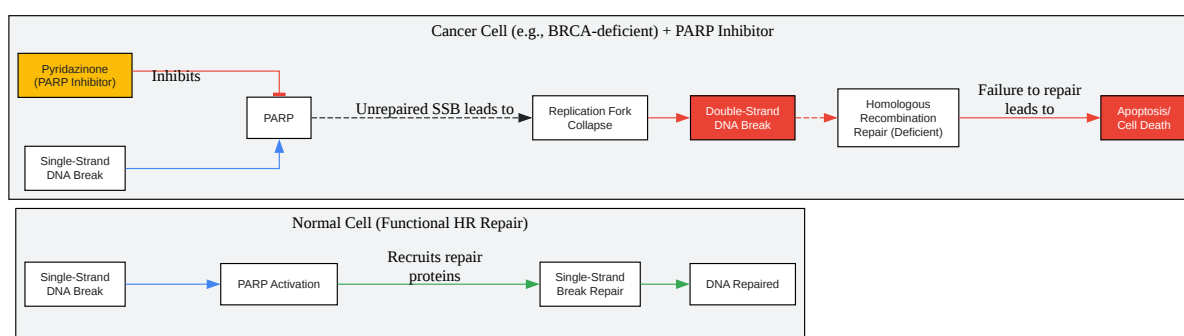 Cancer Cell (e.g., BRCA-deficient) + PARP Inhibitor
Pyridazinone
(PARP Inhibitor)
Inhibits
PARP
Single-Strand
DNA Break
Unrepaired SSB leads to
Replication Fork
Collapse
Double-Strand
DNA Break
Homologous
Recombination
Repair (Deficient)
Failure to repair
leads to
Apoptosis/
Cell Death
Normal Cell (Functional HR Repair)
Single-Strand
DNA Break
PARP Activation
Recruits repair
proteins
Single-Strand
Break Repair
DNA Repaired